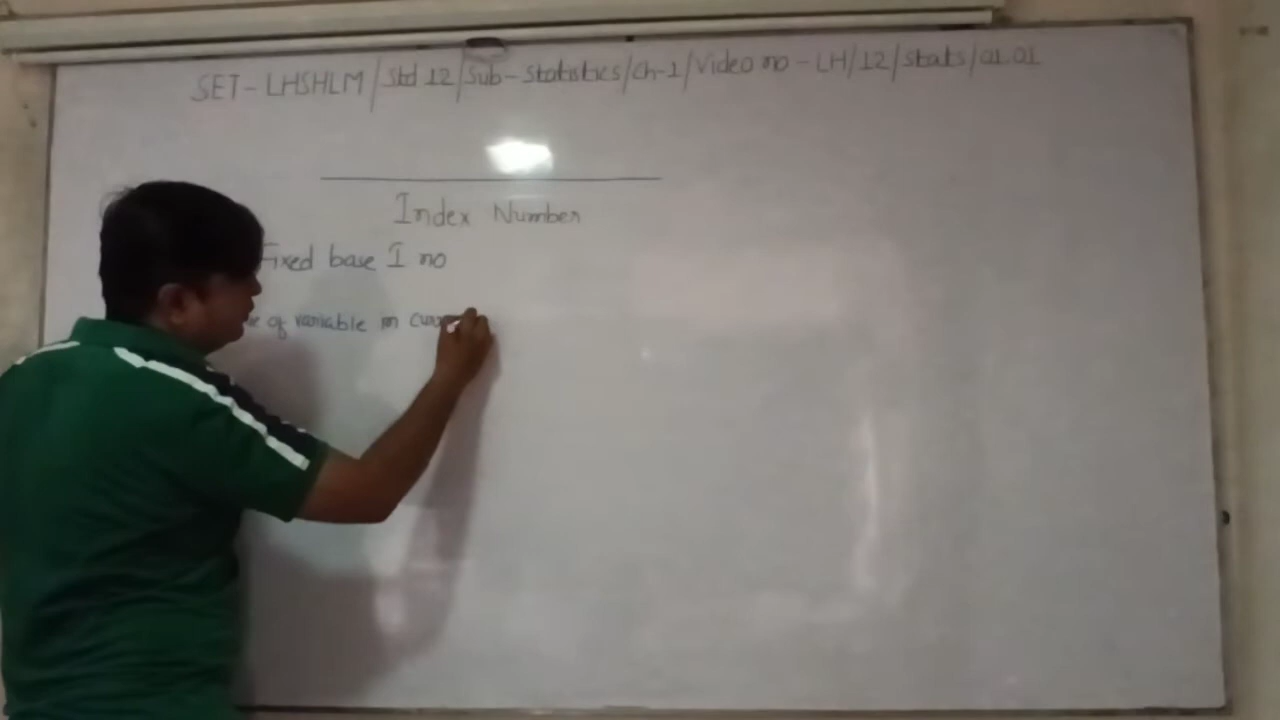 SET - LHSHLM / Std 12 / Sub - Statistics / Ch-1 / Video no - LH / 12 / Stats / 01.01
Index Number
Fixed base I no
of variable in